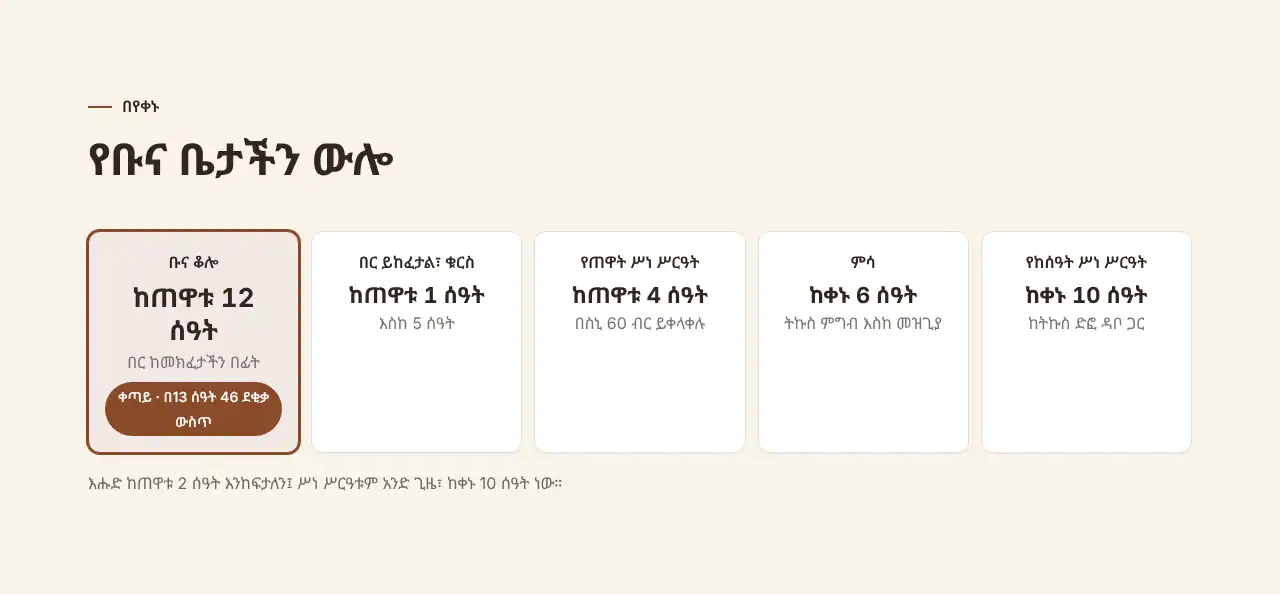 በየቀኑ
የቡና ቤታችን ውሎ
ቡና ቆሎ
ከጠዋቱ 12
ሰዓት
በር ከመክፈታችን በፊት
ቀጣይ · በ13 ሰዓት 46 ደቂቃ
ውስጥ
በር ይከፈታል፣ ቁርስ
ከጠዋቱ 1 ሰዓት
እስከ 5 ሰዓት
የጠዋት ሥነ ሥርዓት
ከጠዋቱ 4 ሰዓት
በስኒ 60 ብር ይቀላቀሉ
ምሳ
ከቀኑ 6 ሰዓት
ትኩስ ምግብ እስከ መዝጊያ
የከሰዓት ሥነ ሥርዓት
ከቀኑ 10 ሰዓት
ከትኩስ ድፎ ዳቦ ጋር
እሑድ ከጠዋቱ 2 ሰዓት እንከፍታለን፤ ሥነ ሥርዓቱም አንድ ጊዜ፣ ከቀኑ 10 ሰዓት ነው።